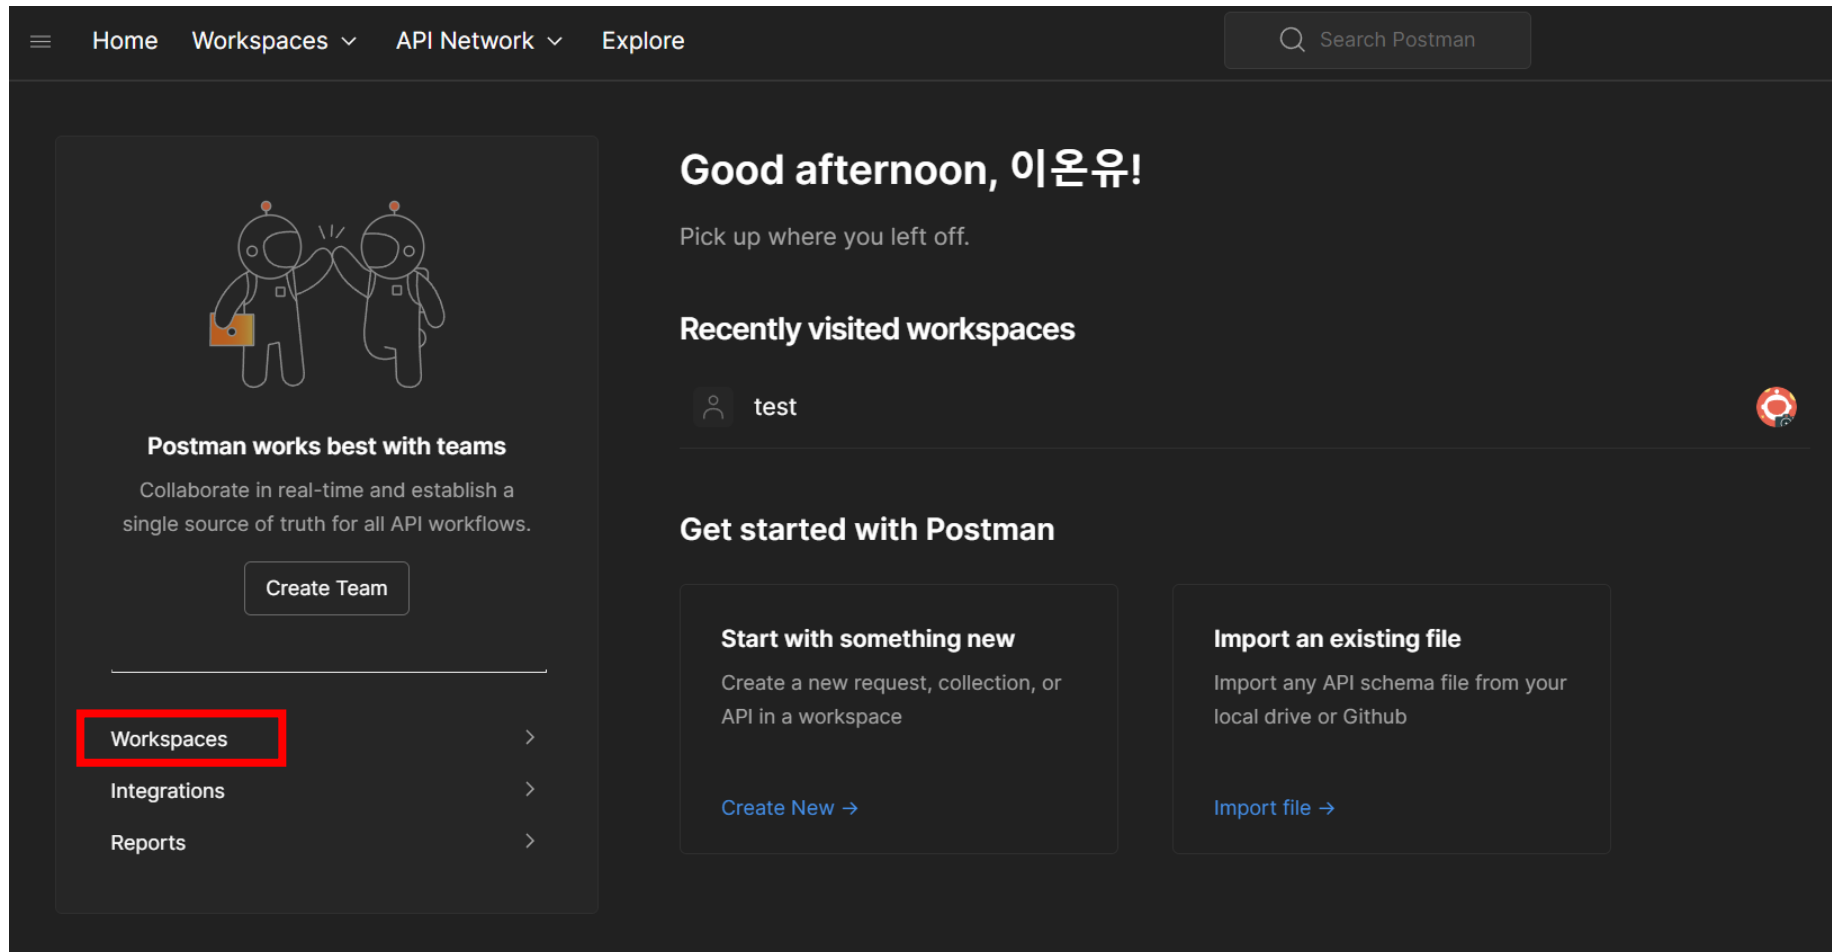 Home Workspaces API Network Explore Search Postman
Postman works best with teams
Collaborate in real-time and establish a
single source of truth for all API workflows.
Create Team
Workspaces
Integrations
Reports
Good afternoon, 이온유!
Pick up where you left off.
Recently visited workspaces
test
Get started with Postman
Start with something new
Create a new request, collection, or
API in a workspace
Create New →
Import an existing file
Import any API schema file from your
local drive or Github
Import file →